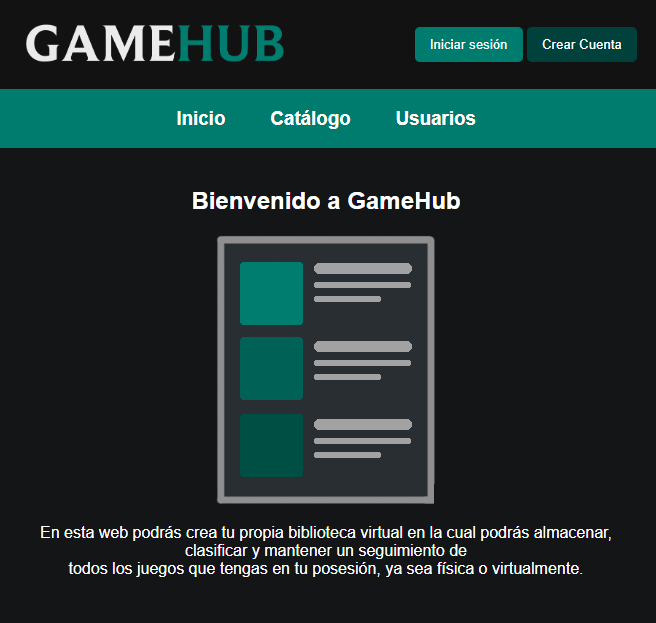 GAMEHUB
Iniciar sesión
Crear Cuenta
Inicio
Catálogo
Usuarios
Bienvenido a GameHub
En esta web podrás crea tu propia biblioteca virtual en la cual podrás almacenar,
clasificar y mantener un seguimiento de
todos los juegos que tengas en tu posesión, ya sea física o virtualmente.